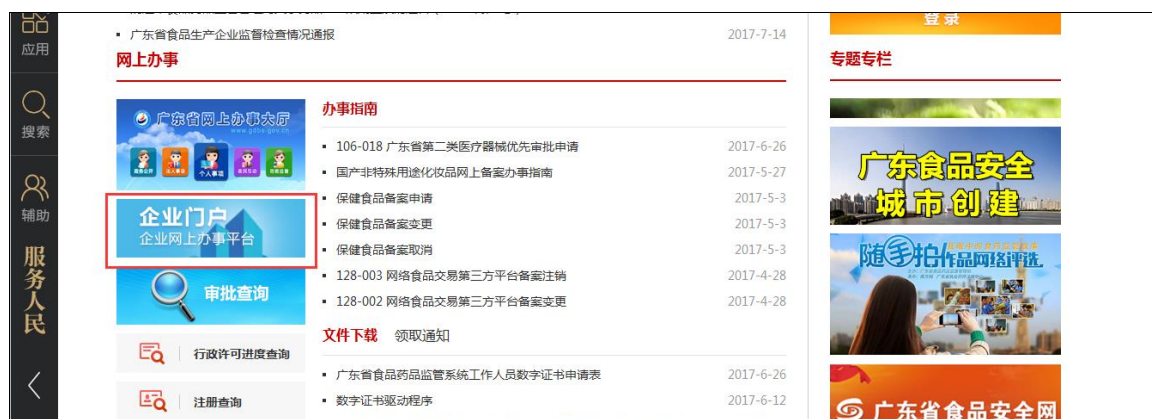 应用
搜索
辅助
服务人民
广东省食品生产企业监督检查情况通报 2017-7-14
网上办事
广东省网上办事大厅
个人事项
企业门户
企业网上办事平台
审批查询
行政许可进度查询
注册查询
办事指南
106-018 广东省第二类医疗器械优先审批申请 2017-6-26
国产非特殊用途化妆品网上备案办事指南 2017-5-27
保健食品备案申请 2017-5-3
保健食品备案变更 2017-5-3
保健食品备案取消 2017-5-3
128-003 网络食品交易第三方平台备案注销 2017-4-28
128-002 网络食品交易第三方平台备案变更 2017-4-28
文件下载 领取通知
广东省食品药品监管系统工作人员数字证书申请表 2017-6-26
数字证书驱动程序 2017-6-12
登录
专题专栏
广东食品安全
城市创建
随手拍作品网络评选
广东省食品安全网